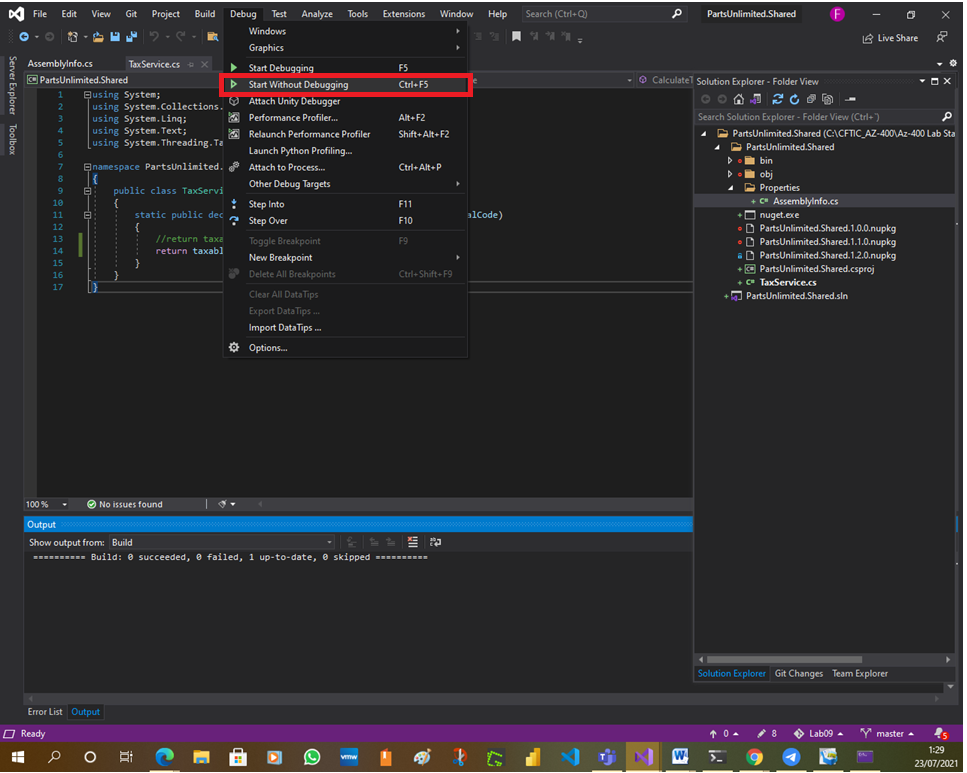 File Edit View Git Project Build Debug Test Analyze Tools Extensions Window Help Search (Ctrl+Q) PartsUnlimited.Shared F
Live Share
Server Explorer
Toolbox
AssemblyInfo.cs TaxService.cs
PartsUnlimited.Shared
CalculateT
1 using System;
2 using System.Collections.
3 using System.Linq;
4 using System.Text;
5 using System.Threading.Ta
6
7 namespace PartsUnlimited.
8 {
9 public class TaxServi
10 {
11 static public dec alCode)
12 {
13 //return taxa
14 return taxabl
15 }
16 }
17 }
Windows
Graphics
Start Debugging F5
Start Without Debugging Ctrl+F5
Attach Unity Debugger
Performance Profiler... Alt+F2
Relaunch Performance Profiler Shift+Alt+F2
Launch Python Profiling...
Attach to Process... Ctrl+Alt+P
Other Debug Targets
Step Into F11
Step Over F10
Toggle Breakpoint F9
New Breakpoint
Delete All Breakpoints Ctrl+Shift+F9
Clear All DataTips
Export DataTips ...
Import DataTips ...
Options...
Solution Explorer - Folder View
Search Solution Explorer - Folder View (Ctrl+¨)
PartsUnlimited.Shared (C:\CFTIC_AZ-400\Az-400 Lab Sta
PartsUnlimited.Shared
bin
obj
Properties
AssemblyInfo.cs
nuget.exe
PartsUnlimited.Shared.1.0.0.nupkg
PartsUnlimited.Shared.1.1.0.nupkg
PartsUnlimited.Shared.1.2.0.nupkg
PartsUnlimited.Shared.csproj
TaxService.cs
PartsUnlimited.Shared.sln
Solution Explorer Git Changes Team Explorer
100 % No issues found
Output
Show output from: Build
========== Build: 0 succeeded, 0 failed, 1 up-to-date, 0 skipped ==========
Error List Output
Ready 0 8 Lab09 master 5
vmw
1:29
23/07/2021